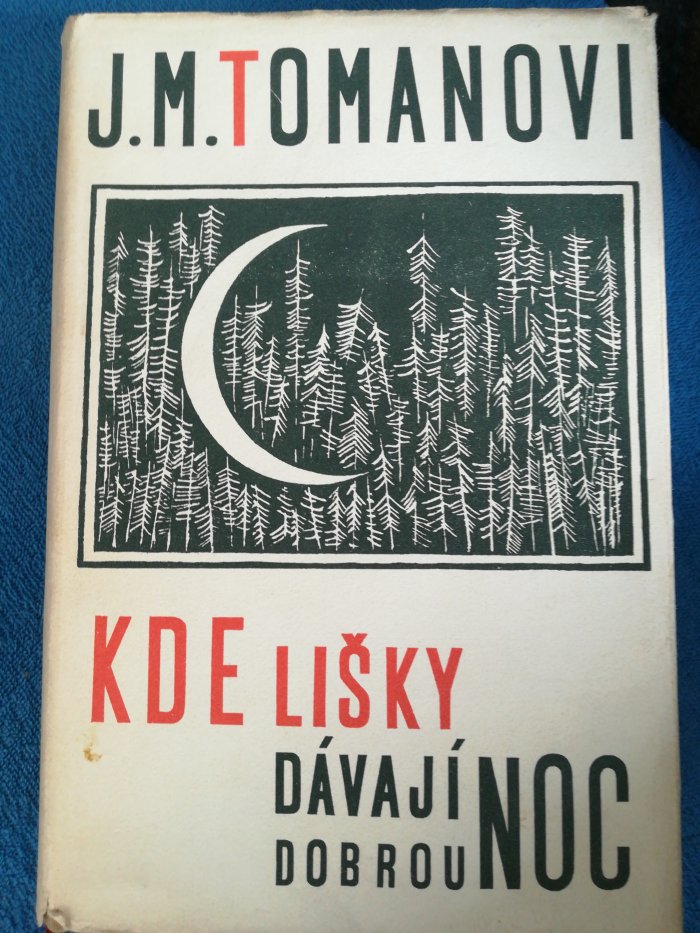 J.M.TOMANOVI
KDE LIŠKY
DÁVAJÍ
DOBROU NOC